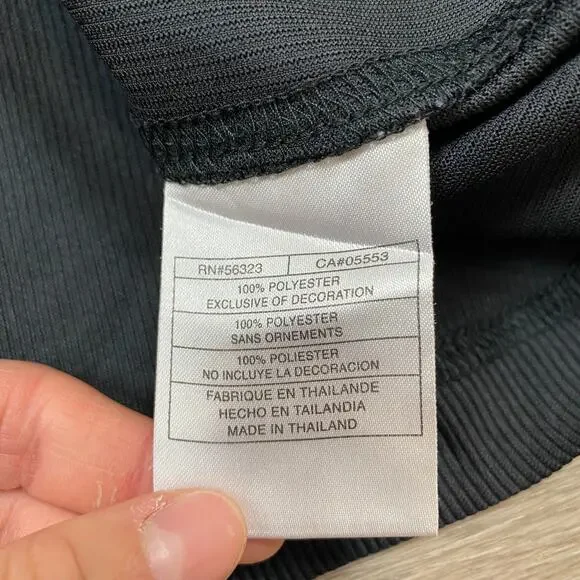 RN#56323 CA#05553
100% POLYESTER
EXCLUSIVE OF DECORATION
100% POLYESTER
SANS ORNEMENTS
100% POLIESTER
NO INCLUYE LA DECORACION
FABRIQUE EN THAILANDE
HECHO EN TAILANDIA
MADE IN THAILAND